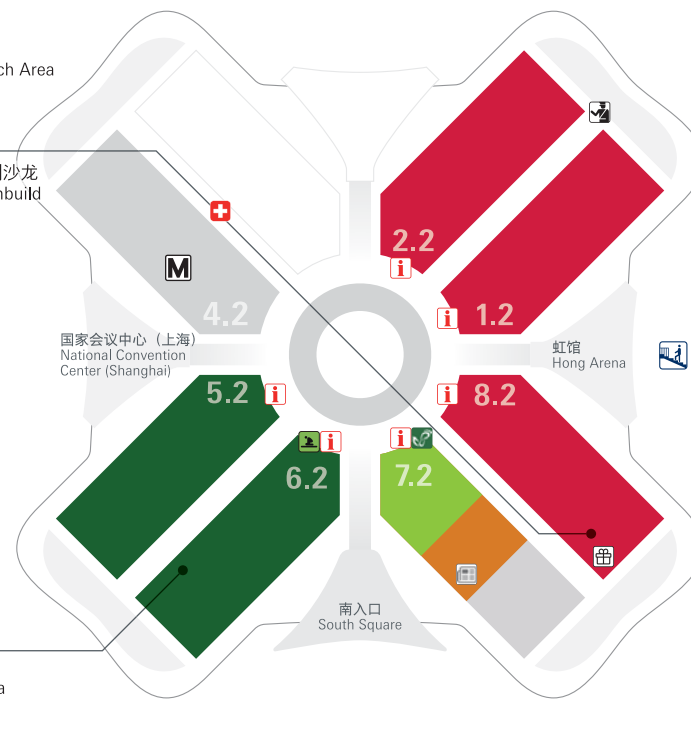 ch Area
沙龙
nbuild
2.2
M
4.2
i
i
1.2
国家会议中心（上海）
National Convention
Center (Shanghai)
虹馆
Hong Arena
5.2
i
i
8.2
i
i
6.2
7.2
南入口
South Square
a